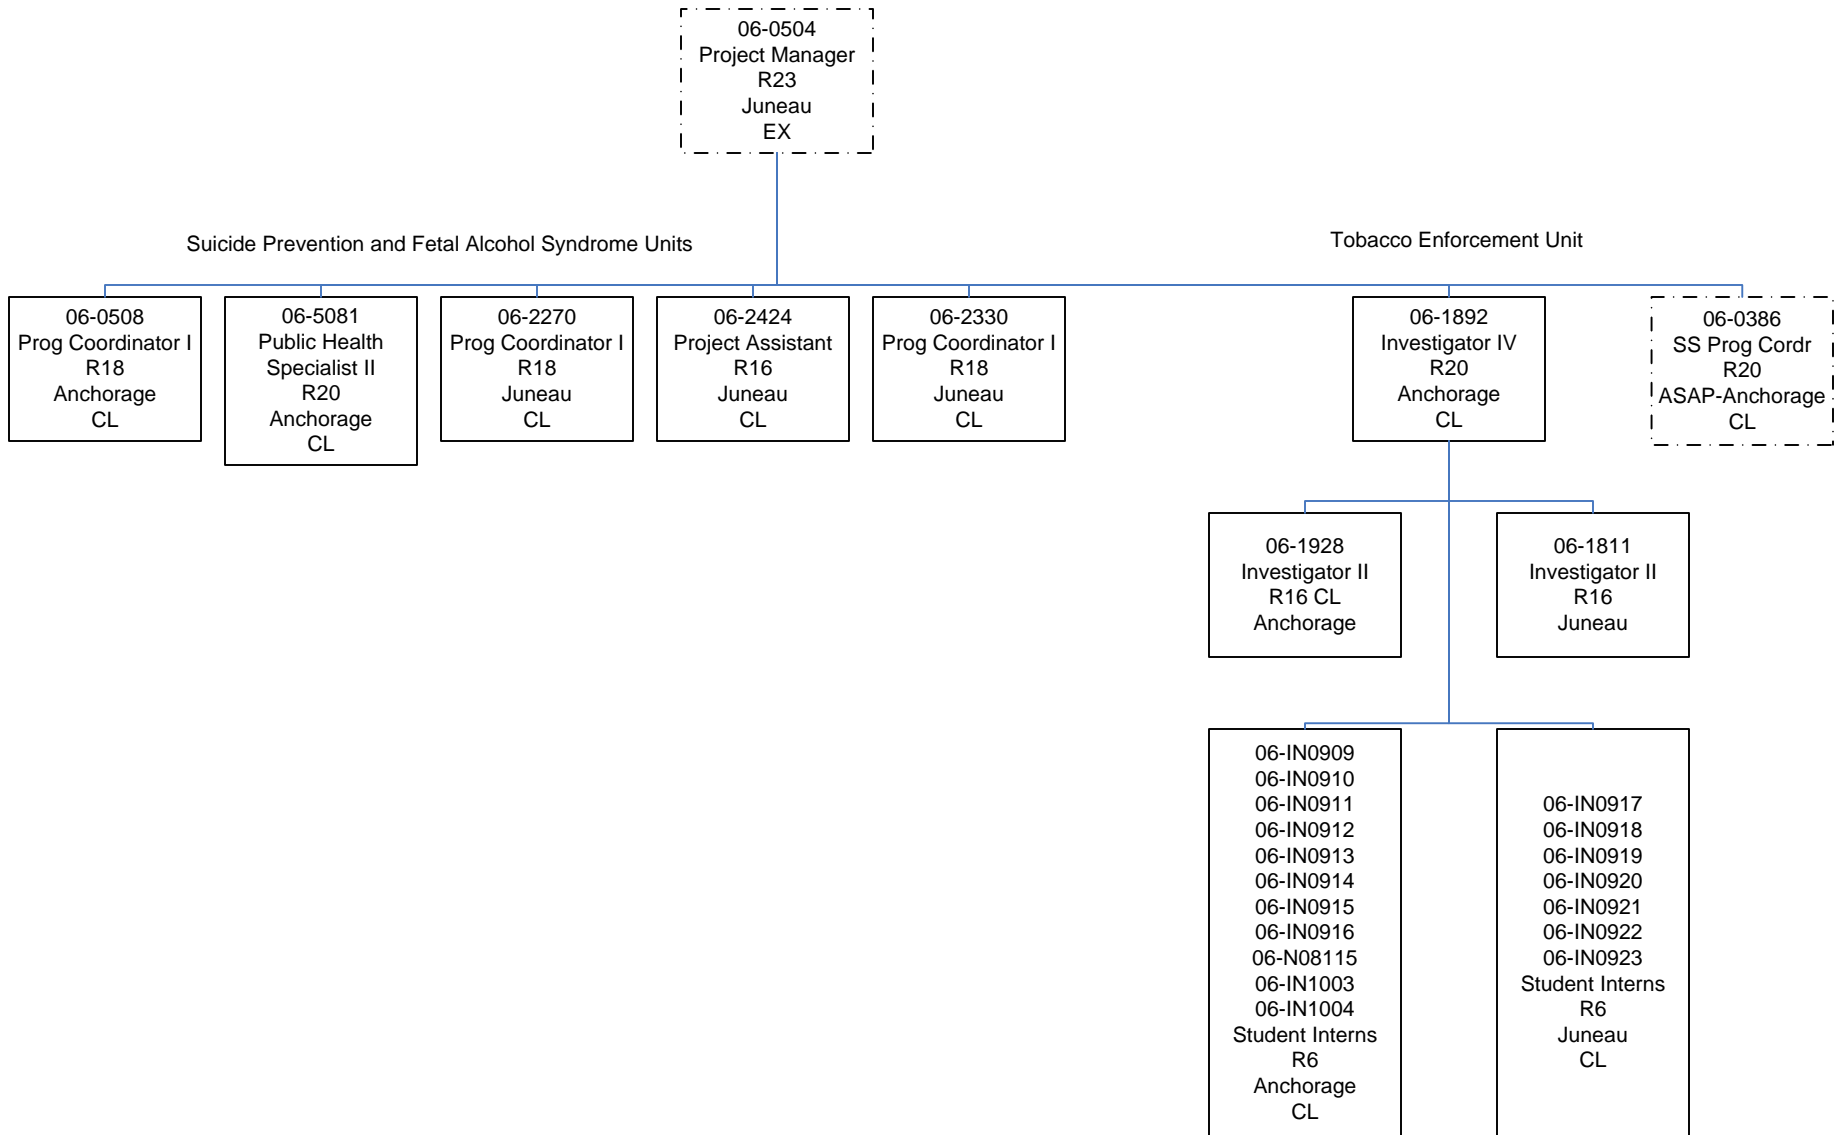 06-0504
Project Manager
R23
Juneau
EX
Suicide Prevention and Fetal Alcohol Syndrome Units
Tobacco Enforcement Unit
06-0508
Prog Coordinator I
R18
Anchorage
CL
06-5081
Public Health
Specialist II
R20
Anchorage
CL
06-2270
Prog Coordinator I
R18
Juneau
CL
06-2424
Project Assistant
R16
Juneau
CL
06-2330
Prog Coordinator I
R18
Juneau
CL
06-1892
Investigator IV
R20
Anchorage
CL
06-0386
SS Prog Cordr
R20
ASAP-Anchorage
CL
06-1928
Investigator II
R16 CL
Anchorage
06-1811
Investigator II
R16
Juneau
06-IN0909
06-IN0910
06-IN0911
06-IN0912
06-IN0913
06-IN0914
06-IN0915
06-IN0916
06-N08115
06-IN1003
06-IN1004
Student Interns
R6
Anchorage
CL
06-IN0917
06-IN0918
06-IN0919
06-IN0920
06-IN0921
06-IN0922
06-IN0923
Student Interns
R6
Juneau
CL